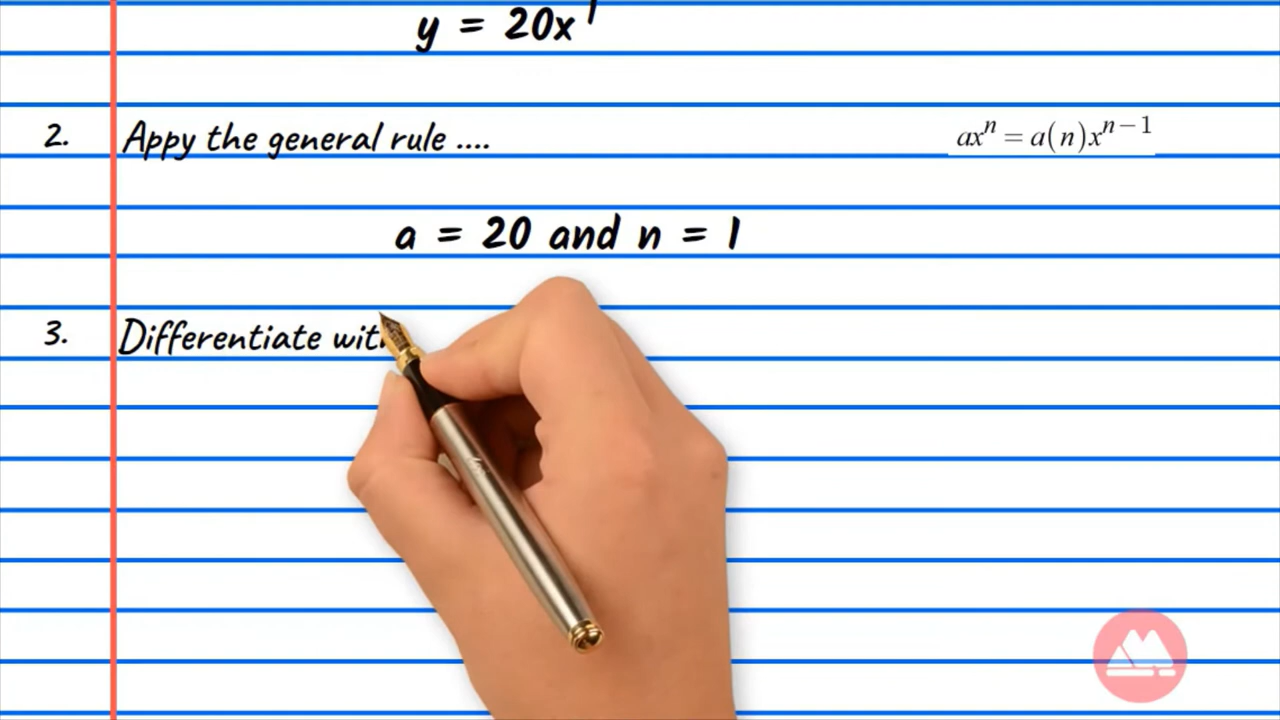 y = 20x¹
2. Appy the general rule .... axⁿ = a(n)xⁿ⁻¹
a = 20 and n = 1
3. Differentiate wit